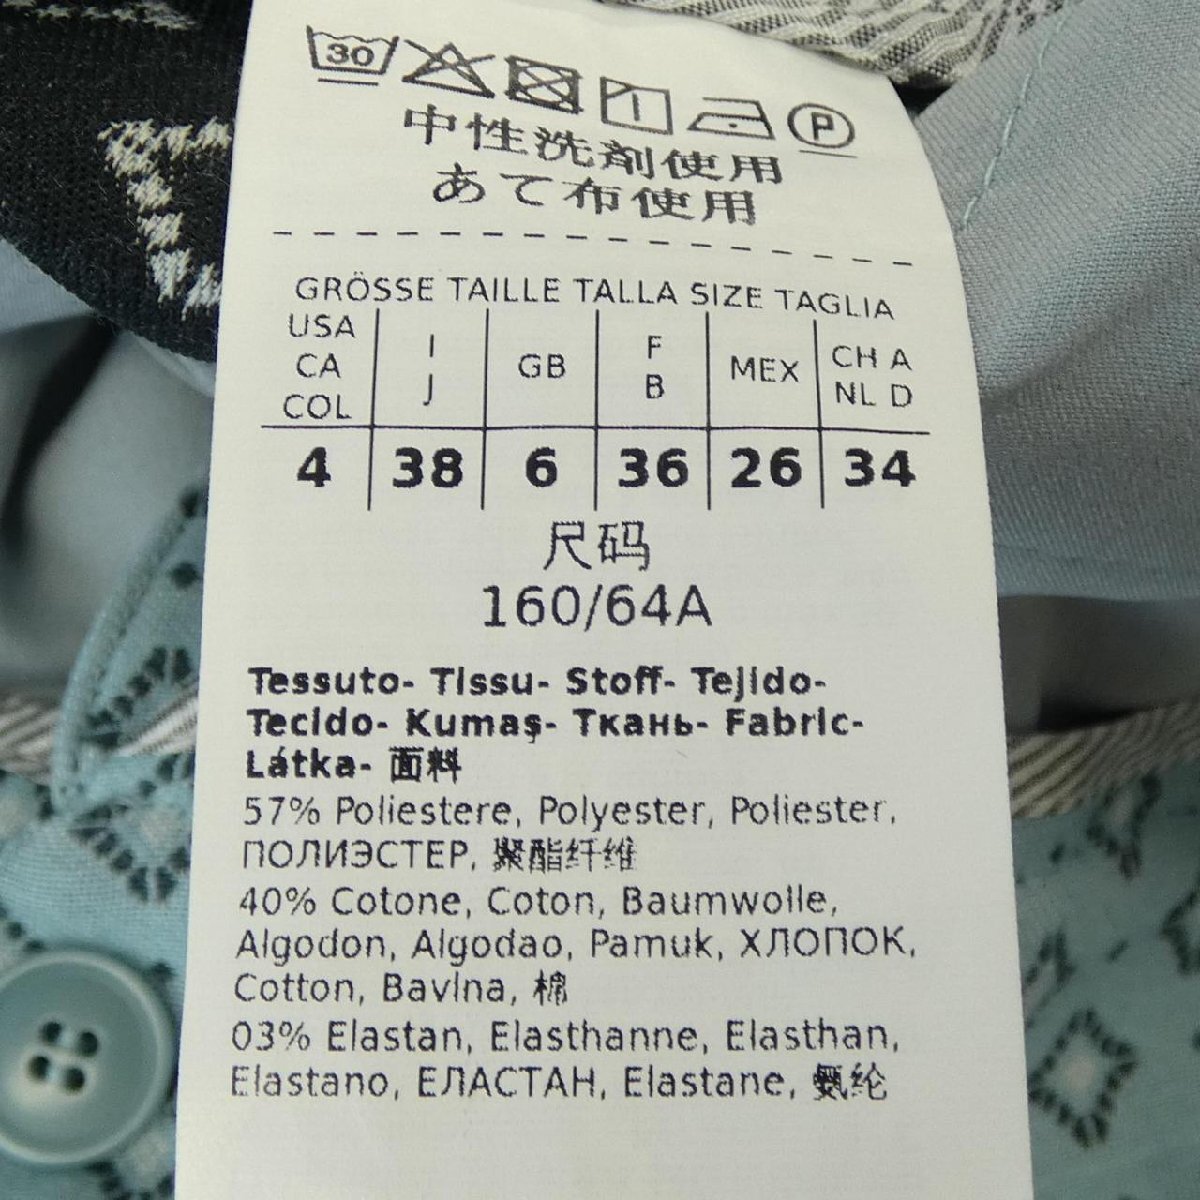 30 P
中性洗剤使用
あて布使用
GRÖSSE TAILLE TALLA SIZE TAGLIA
USA CA COL I J GB F B MEX CH A NL D
4 38 6 36 26 34
尺码
160/64A
Tessuto- Tissu- Stoff- Tejido-
Tecido- Kumaş- Ткань- Fabric-
Látka- 面料
57% Poliestere, Polyester, Poliester,
ПОЛИЭСТЕР, 聚酯纤维
40% Cotone, Coton, Baumwolle,
Algodon, Algodao, Pamuk, ХЛОПОК,
Cotton, Bavlna, 棉
03% Elastan, Elasthanne, Elasthan,
Elastano, ЕЛАСТАН, Elastane, 氨纶